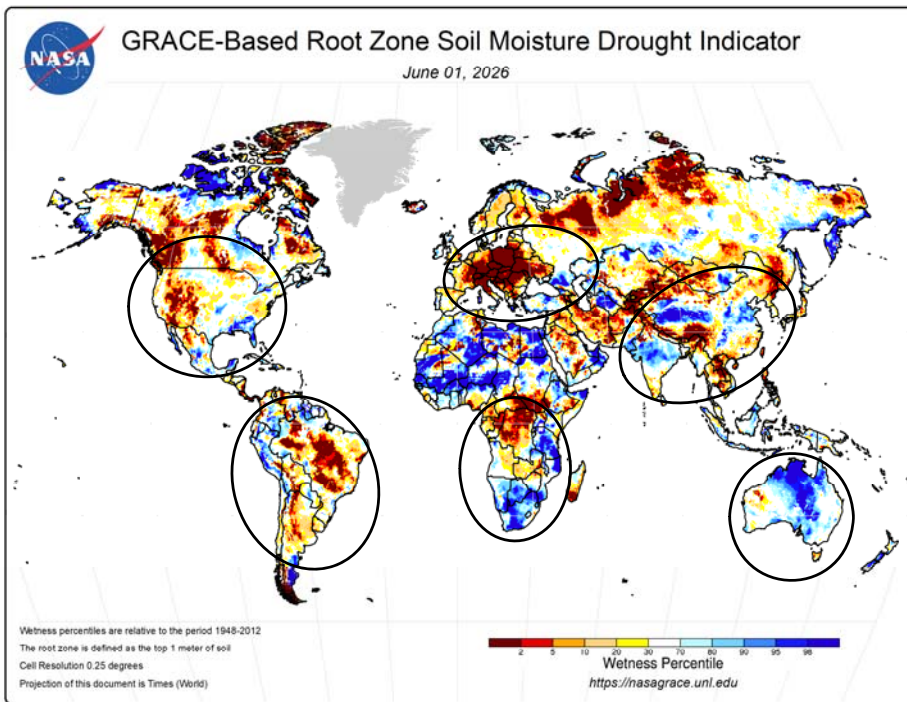 NASA
GRACE-Based Root Zone Soil Moisture Drought Indicator
June 01, 2026
Wetness percentiles are relative to the period 1948-2012
The root zone is defined as the top 1 meter of soil
Cell Resolution 0.25 degrees
Projection of this document is Times (World)
2 5 10 20 30 70 80 90 95 98
Wetness Percentile
https://nasagrace.unl.edu